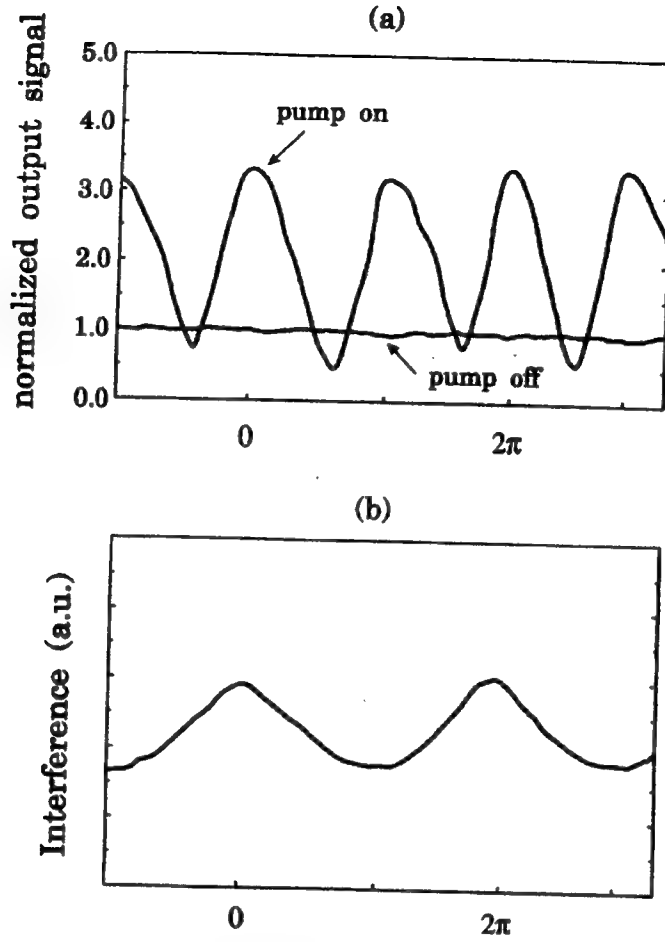 (a)
normalized output signal
5.0
4.0
3.0
2.0
1.0
0.0
pump on
pump off
0
2π
(b)
Interference (a.u.)
0
2π